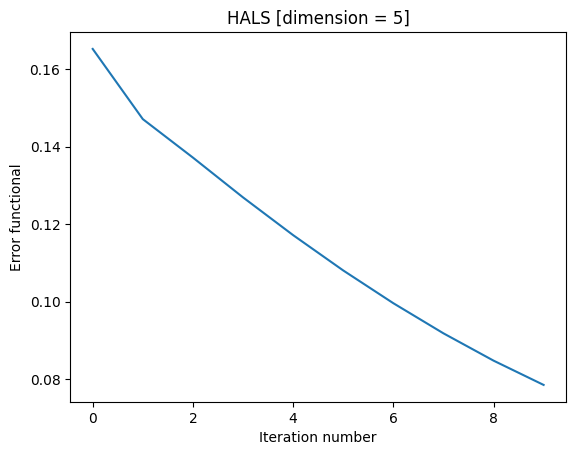 HALS [dimension = 5]
0.16
0.14
0.12
0.10
0.08
Error functional
0 2 4 6 8
Iteration number